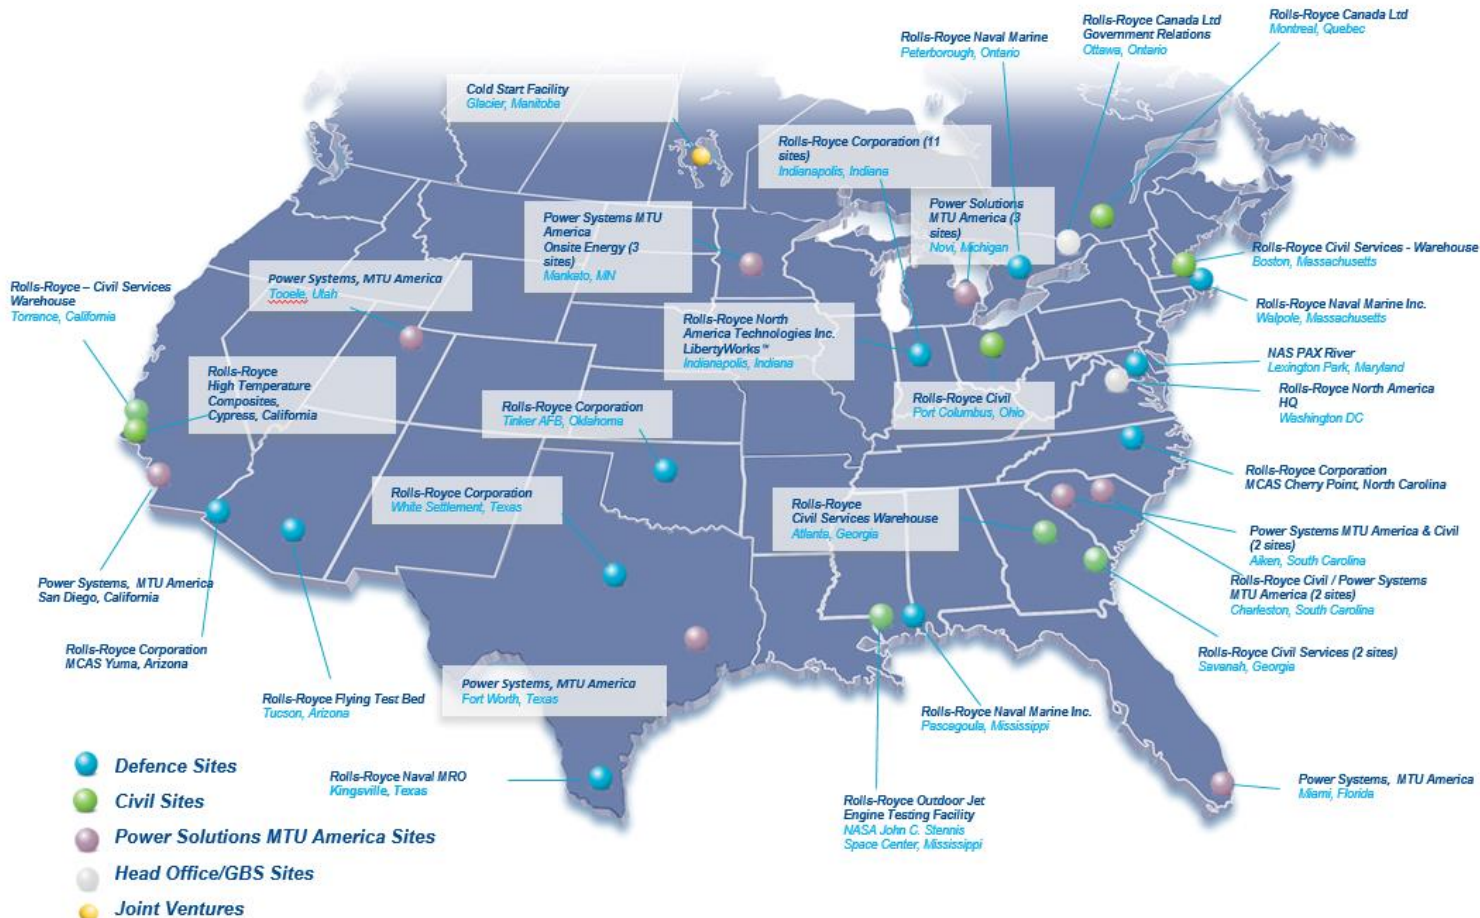 Rolls-Royce Canada Ltd
Montreal, Quebec
Rolls-Royce Canada Ltd
Government Relations
Ottawa, Ontario
Rolls-Royce Naval Marine
Peterborough, Ontario
Cold Start Facility
Glacier, Manitoba
Rolls-Royce Corporation (11
sites)
Indianapolis, Indiana
Power Solutions
MTU America (3
sites)
Novi, Michigan
Power Systems MTU
America
Onsite Energy (3
sites)
Mankato, MN
Rolls-Royce Civil Services - Warehouse
Boston, Massachusetts
Power Systems, MTU America
Tooele, Utah
Rolls-Royce – Civil Services
Warehouse
Torrance, California
Rolls-Royce Naval Marine Inc.
Walpole, Massachusetts
Rolls-Royce North
America Technologies Inc.
LibertyWorks™
Indianapolis, Indiana
NAS PAX River
Lexington Park, Maryland
Rolls-Royce
High Temperature
Composites,
Cypress, California
Rolls-Royce North America
HQ
Washington DC
Rolls-Royce Civil
Port Columbus, Ohio
Rolls-Royce Corporation
Tinker AFB, Oklahoma
Rolls-Royce Corporation
MCAS Cherry Point, North Carolina
Rolls-Royce Corporation
White Settlement, Texas
Rolls-Royce
Civil Services Warehouse
Atlanta, Georgia
Power Systems MTU America & Civil
(2 sites)
Aiken, South Carolina
Rolls-Royce Civil / Power Systems
MTU America (2 sites)
Charleston, South Carolina
Power Systems, MTU America
San Diego, California
Rolls-Royce Corporation
MCAS Yuma, Arizona
Rolls-Royce Civil Services (2 sites)
Savanah, Georgia
Rolls-Royce Flying Test Bed
Tucson, Arizona
Power Systems, MTU America
Fort Worth, Texas
Rolls-Royce Naval Marine Inc.
Pascagoula, Mississippi
Rolls-Royce Naval MRO
Kingsville, Texas
Power Systems, MTU America
Miami, Florida
Rolls-Royce Outdoor Jet
Engine Testing Facility
NASA John C. Stennis
Space Center, Mississippi
Defence Sites
Civil Sites
Power Solutions MTU America Sites
Head Office/GBS Sites
Joint Ventures